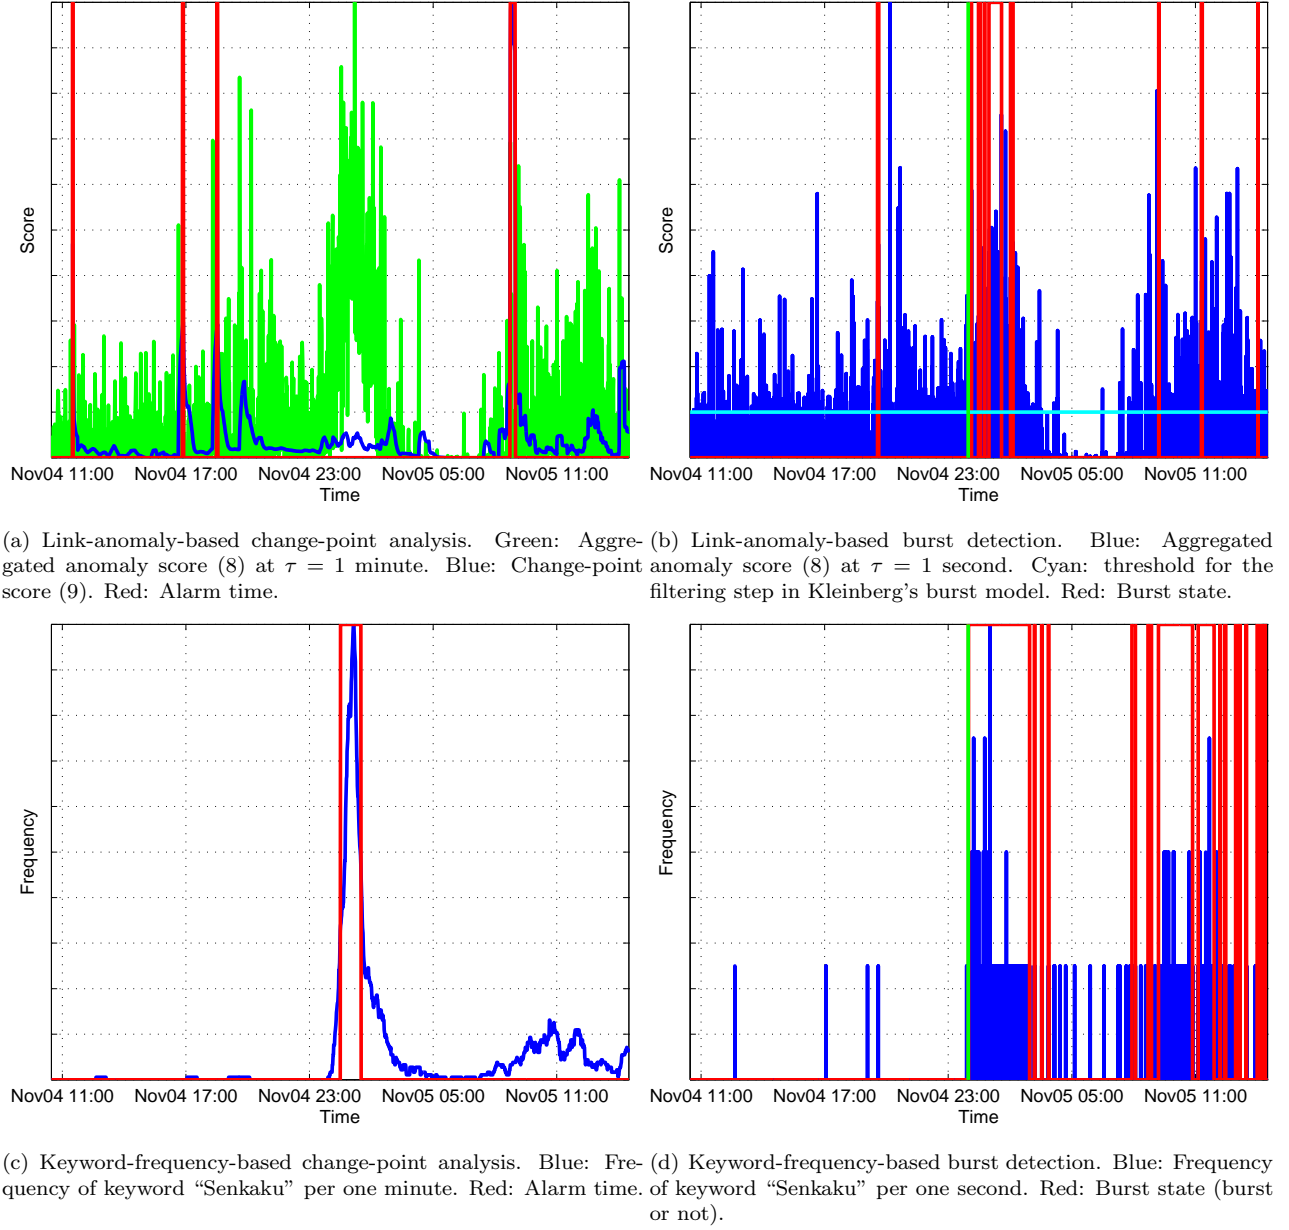 Score
Nov04 11:00 Nov04 17:00 Nov04 23:00 Nov05 05:00 Nov05 11:00
Time
Score
Nov04 11:00 Nov04 17:00 Nov04 23:00 Nov05 05:00 Nov05 11:00
Time
(a) Link-anomaly-based change-point analysis. Green: Aggre-
gated anomaly score (8) at τ = 1 minute. Blue: Change-point
score (9). Red: Alarm time.
(b) Link-anomaly-based burst detection. Blue: Aggregated
anomaly score (8) at τ = 1 second. Cyan: threshold for the
filtering step in Kleinberg's burst model. Red: Burst state.
Frequency
Nov04 11:00 Nov04 17:00 Nov04 23:00 Nov05 05:00 Nov05 11:00
Time
Frequency
Nov04 11:00 Nov04 17:00 Nov04 23:00 Nov05 05:00 Nov05 11:00
Time
(c) Keyword-frequency-based change-point analysis. Blue: Fre-
quency of keyword “Senkaku” per one minute. Red: Alarm time.
(d) Keyword-frequency-based burst detection. Blue: Frequency
of keyword “Senkaku” per one second. Red: Burst state (burst
or not).